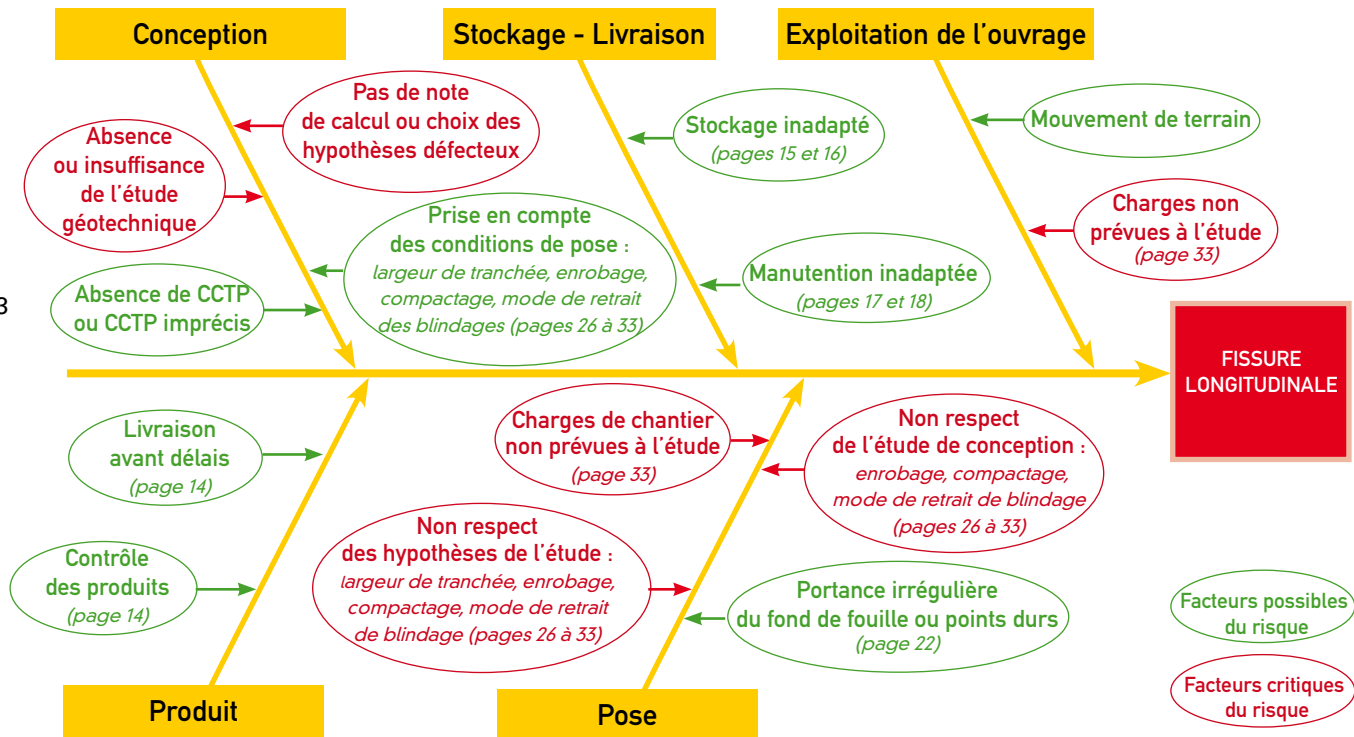 Conception
Stockage - Livraison
Exploitation de l’ouvrage
Pas de note
de calcul ou choix des
hypothèses défecteux
Absence
ou insuffisance
de l’étude
géotechnique
Prise en compte
des conditions de pose :
largeur de tranchée, enrobage,
compactage, mode de retrait
des blindages (pages 26 à 33)
Absence de CCTP
ou CCTP imprécis
3
Stockage inadapté
(pages 15 et 16)
Manutention inadaptée
(pages 17 et 18)
Mouvement de terrain
Charges non
prévues à l’étude
(page 33)
FISSURE
LONGITUDINALE
Livraison
avant délais
(page 14)
Contrôle
des produits
(page 14)
Charges de chantier
non prévues à l’étude
(page 33)
Non respect
de l’étude de conception :
enrobage, compactage,
mode de retrait de blindage
(pages 26 à 33)
Non respect
des hypothèses de l’étude :
largeur de tranchée, enrobage,
compactage, mode de retrait
de blindage (pages 26 à 33)
Portance irrégulière
du fond de fouille ou points durs
(page 22)
Produit
Pose
Facteurs possibles
du risque
Facteurs critiques
du risque